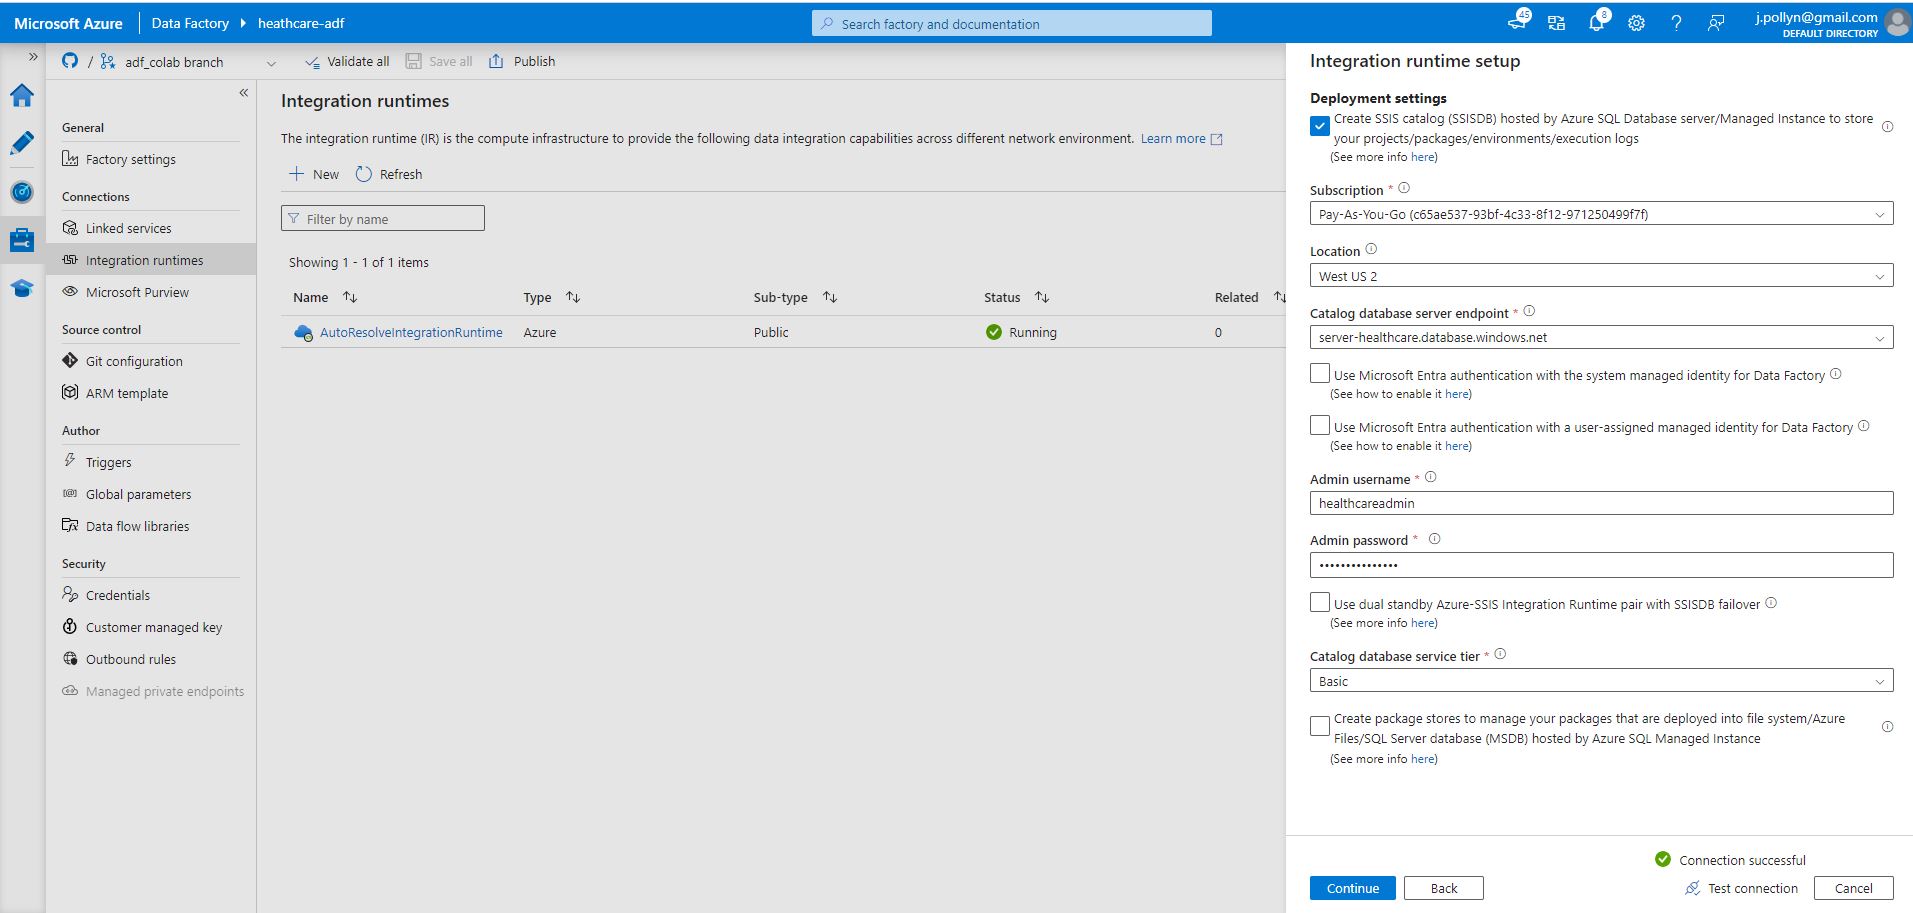 Microsoft Azure
Data Factory
heathcare-adf
Search factory and documentation
45
8
j.pollyn@gmail.com
DEFAULT DIRECTORY
/
adf_colab branch
Validate all
Save all
Publish
General
Factory settings
Connections
Linked services
Integration runtimes
Microsoft Purview
Source control
Git configuration
ARM template
Author
Triggers
Global parameters
Data flow libraries
Security
Credentials
Customer managed key
Outbound rules
Managed private endpoints
Integration runtimes
The integration runtime (IR) is the compute infrastructure to provide the following data integration capabilities across different network environment. Learn more
New
Refresh
Filter by name
Showing 1 - 1 of 1 items
Name
Type
Sub-type
Status
Related
AutoResolveIntegrationRuntime
Azure
Public
Running
0
Integration runtime setup
Deployment settings
Create SSIS catalog (SSISDB) hosted by Azure SQL Database server/Managed Instance to store
your projects/packages/environments/execution logs
(See more info here)
Subscription *
Pay-As-You-Go (c65ae537-93bf-4c33-8f12-971250499f7f)
Location
West US 2
Catalog database server endpoint *
server-healthcare.database.windows.net
Use Microsoft Entra authentication with the system managed identity for Data Factory
(See how to enable it here)
Use Microsoft Entra authentication with a user-assigned managed identity for Data Factory
(See how to enable it here)
Admin username *
healthcareadmin
Admin password *
•••••••••••••••
Use dual standby Azure-SSIS Integration Runtime pair with SSISDB failover
(See more info here)
Catalog database service tier *
Basic
Create package stores to manage your packages that are deployed into file system/Azure
Files/SQL Server database (MSDB) hosted by Azure SQL Managed Instance
(See more info here)
Connection successful
Continue
Back
Test connection
Cancel